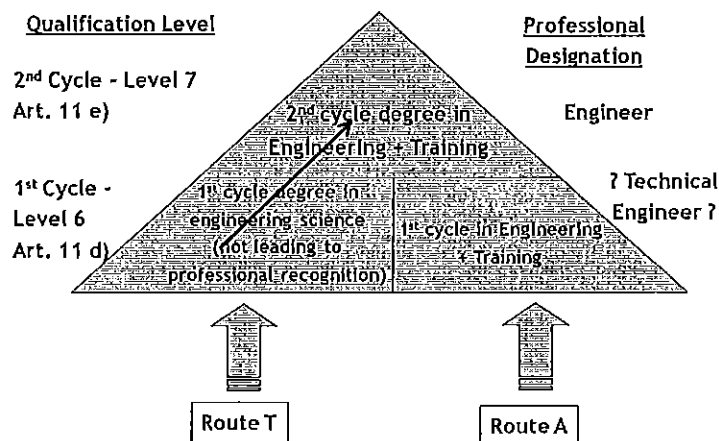 Qualification Level
Professional
Designation
2nd Cycle - Level 7
Art. 11 e)
2nd cycle degree in
Engineering + Training
Engineer
1st Cycle -
Level 6
Art. 11 d)
1st cycle degree in
engineering science
(not leading to
professional recognition)
1st cycle in Engineering
+ Training
? Technical
Engineer ?
Route T
Route A